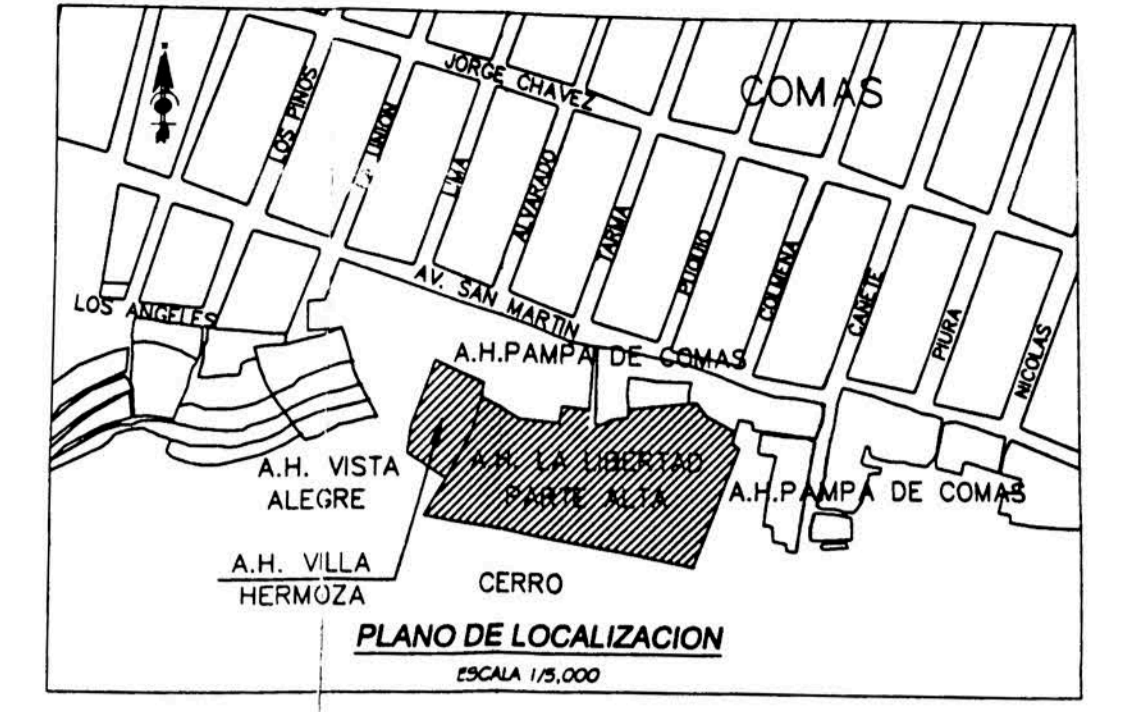 JORGE CHAVEZ
COMAS
LOS PINOS
UNION
LIMA
ALVARADO
TARMA
PUQUIO
COLMENA
CAÑETE
PIURA
NICOLAS
AV. SAN MARTIN
LOS ANGELES
A.H.PAMPA DE COMAS
A.H. VISTA
ALEGRE
A.H. LA LIBERTAD
PARTE ALTA
A.H.PAMPA DE COMAS
A.H. VILLA
HERMOZA
CERRO
PLANO DE LOCALIZACION
ESCALA 1/5,000